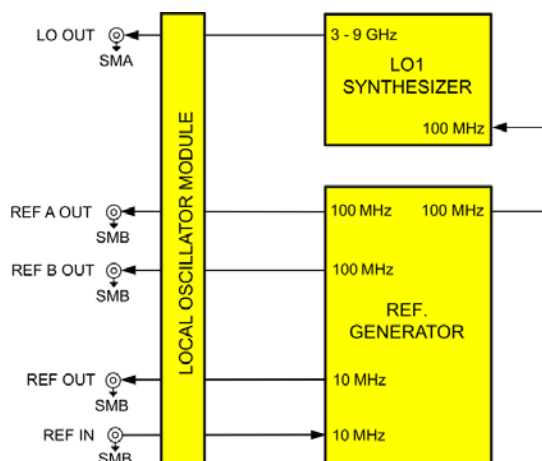 LO OUT
SMA
3 - 9 GHz
LO1
SYNTHESIZER
100 MHz
LOCAL OSCILLATOR MODULE
REF A OUT
SMB
100 MHz
100 MHz
REF B OUT
SMB
100 MHz
REF.
GENERATOR
REF OUT
SMB
10 MHz
REF IN
SMB
10 MHz